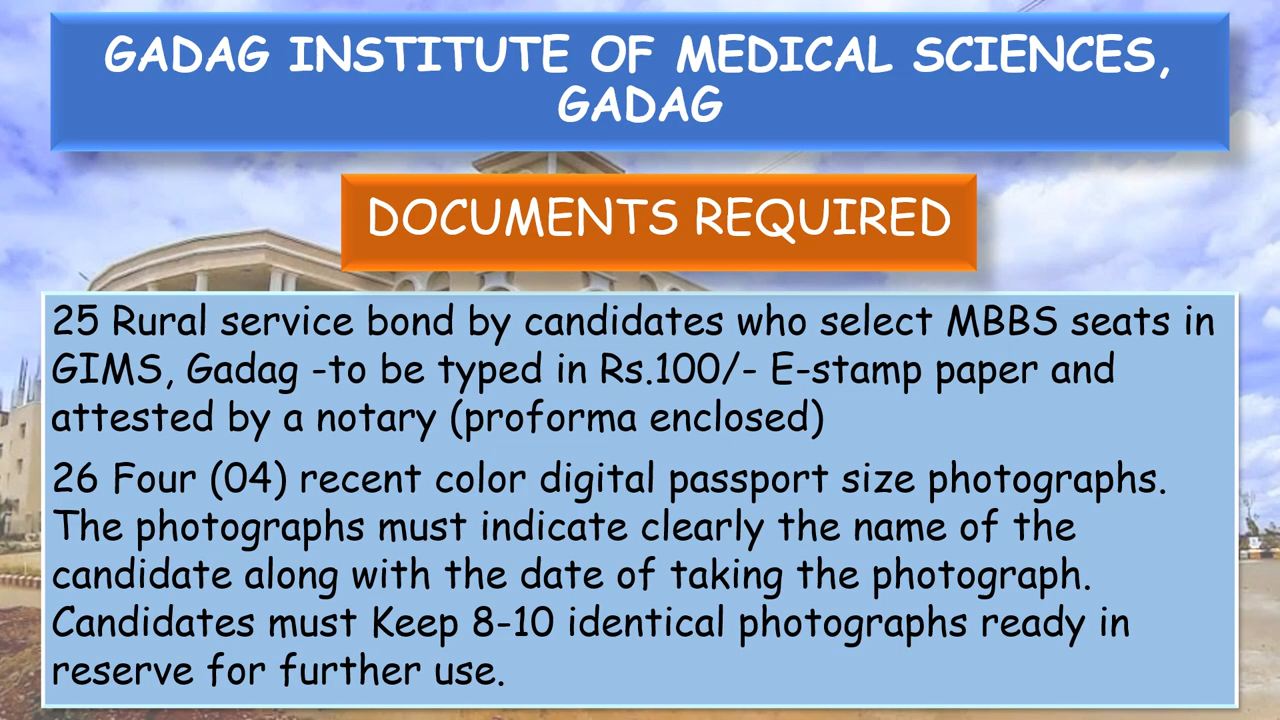 GADAG INSTITUTE OF MEDICAL SCIENCES,
GADAG
DOCUMENTS REQUIRED
25 Rural service bond by candidates who select MBBS seats in
GIMS, Gadag -to be typed in Rs.100/- E-stamp paper and
attested by a notary (proforma enclosed)
26 Four (04) recent color digital passport size photographs.
The photographs must indicate clearly the name of the
candidate along with the date of taking the photograph.
Candidates must Keep 8-10 identical photographs ready in
reserve for further use.